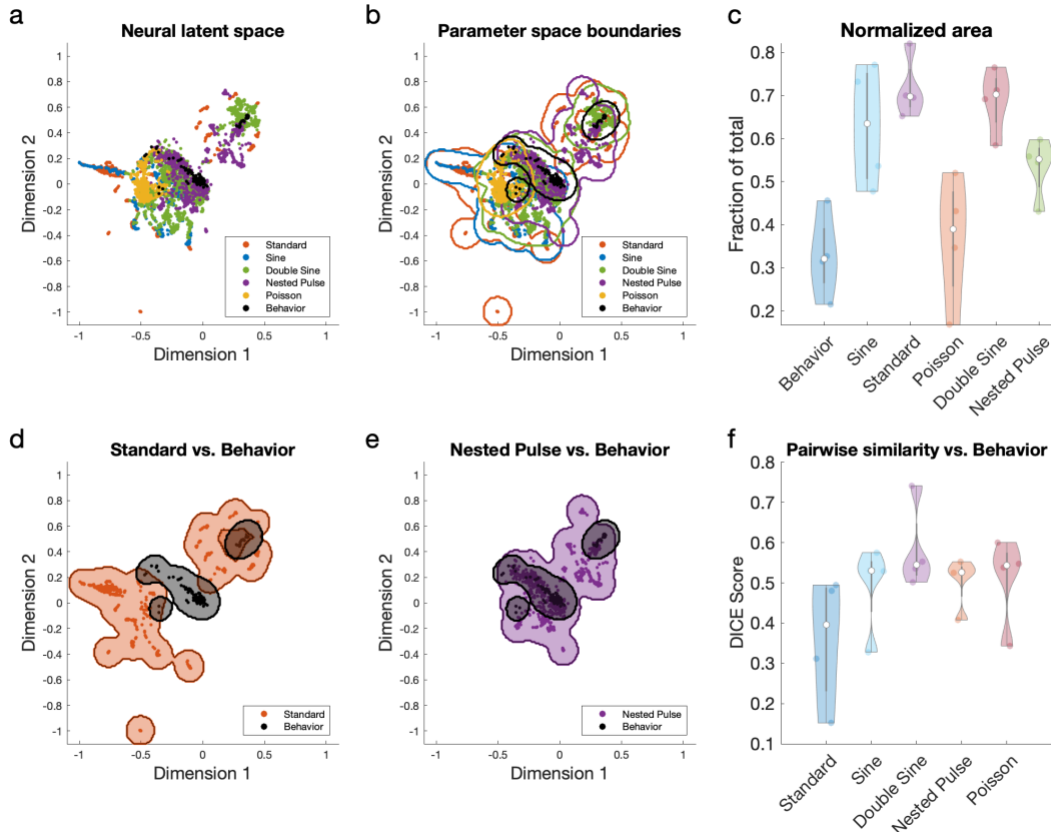 a
Neural latent space
1
0.8
0.6
0.4
0.2
0
-0.2
-0.4
-0.6
-0.8
-1
Dimension 2
Standard
Sine
Double Sine
Nested Pulse
Poisson
Behavior
-1 -0.5 0 0.5 1
Dimension 1
b
Parameter space boundaries
1
0.8
0.6
0.4
0.2
0
-0.2
-0.4
-0.6
-0.8
-1
Dimension 2
Standard
Sine
Double Sine
Nested Pulse
Poisson
Behavior
-1 -0.5 0 0.5 1
Dimension 1
c
Normalized area
0.8
0.7
0.6
0.5
0.4
0.3
0.2
Fraction of total
Behavior
Sine
Standard
Poisson
Double Sine
Nested Pulse
d
Standard vs. Behavior
1
0.8
0.6
0.4
0.2
0
-0.2
-0.4
-0.6
-0.8
-1
Dimension 2
Standard
Behavior
-1 -0.5 0 0.5 1
Dimension 1
e
Nested Pulse vs. Behavior
1
0.8
0.6
0.4
0.2
0
-0.2
-0.4
-0.6
-0.8
-1
Dimension 2
Nested Pulse
Behavior
-1 -0.5 0 0.5 1
Dimension 1
f
Pairwise similarity vs. Behavior
0.8
0.7
0.6
0.5
0.4
0.3
0.2
0.1
DICE Score
Standard
Sine
Double Sine
Nested Pulse
Poisson